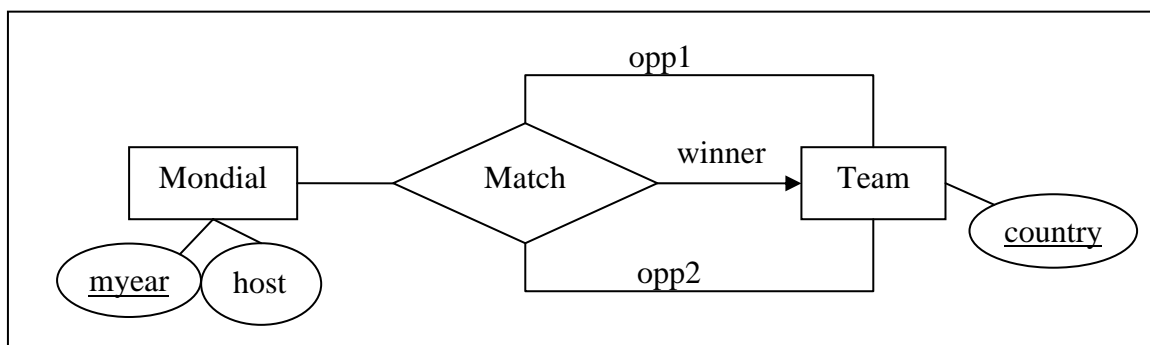 opp1
winner
Mondial
Match
Team
myear
host
country
opp2